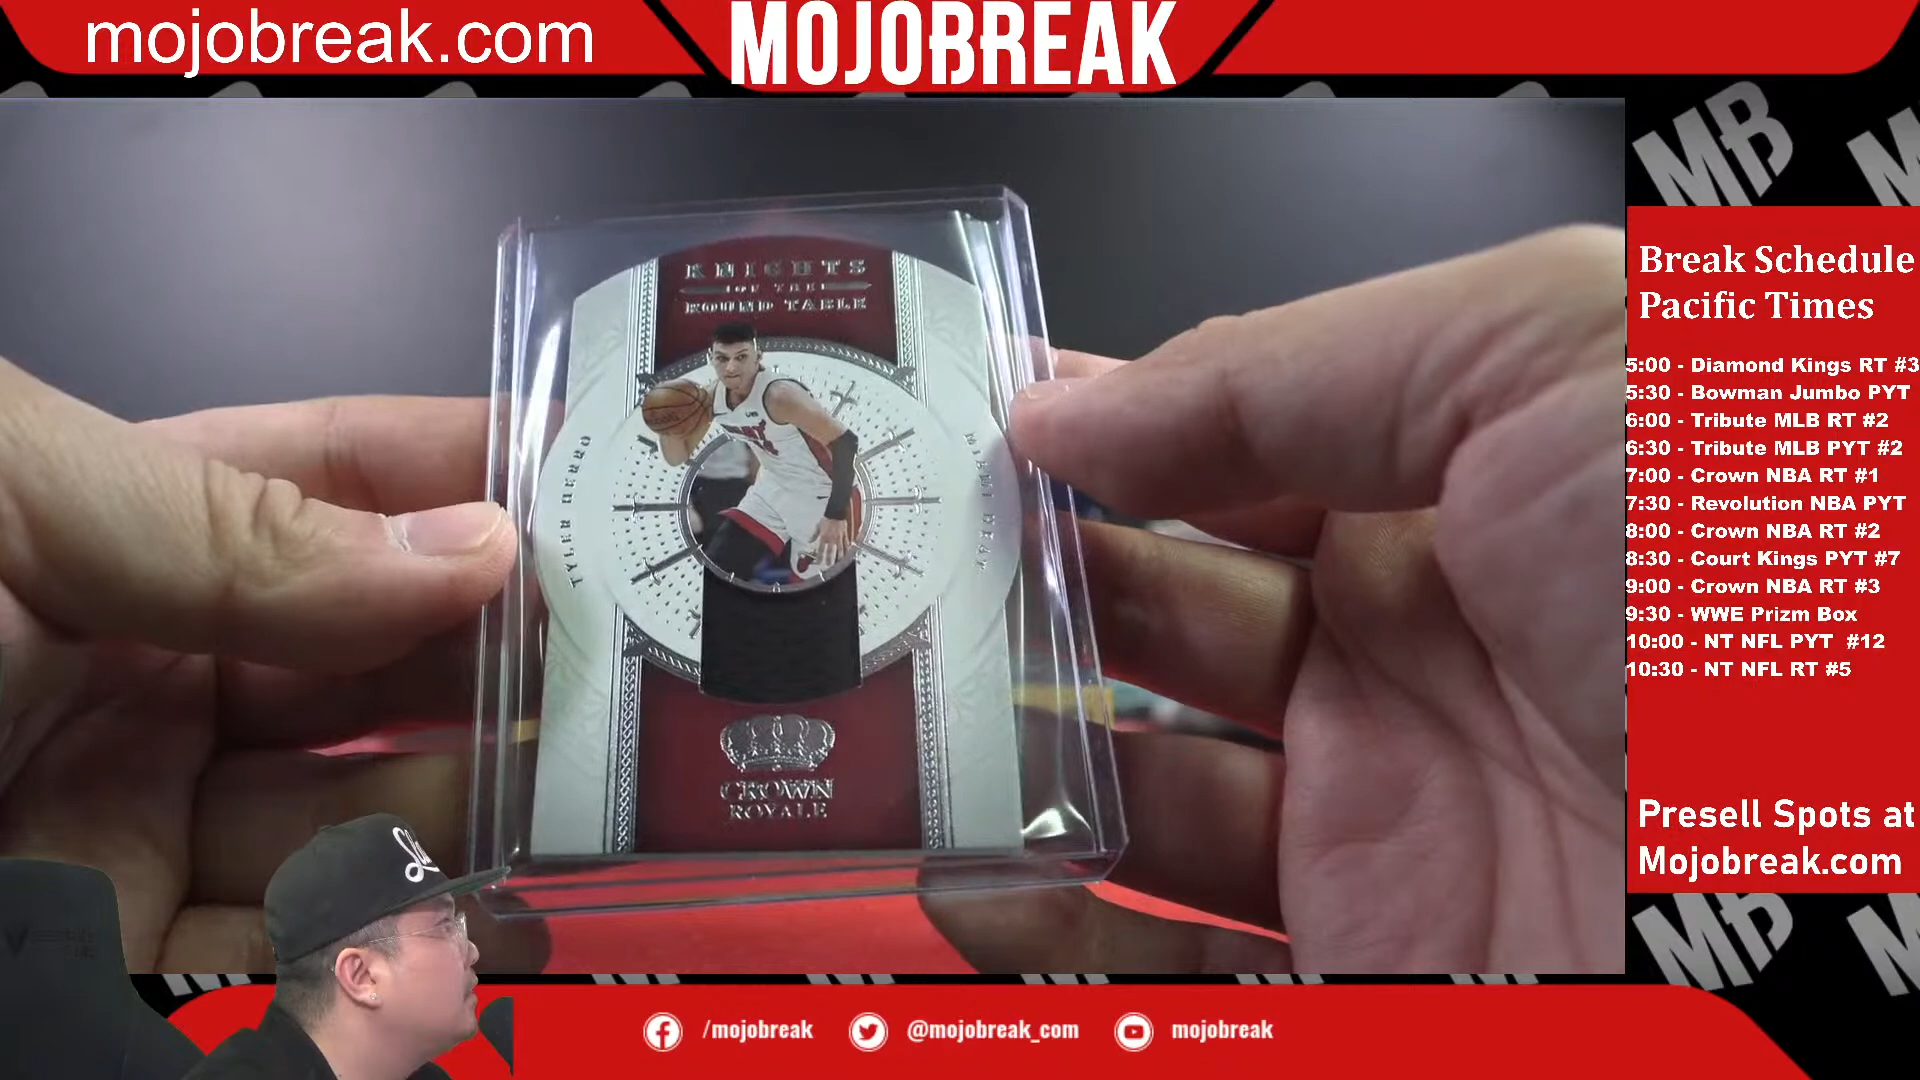 mojobreak.com
MOJOBREAK
KNIGHTS
OF THE
ROUND TABLE
TYLER HERRO
MIAMI HEAT
CROWN
ROYALE
Break Schedule
Pacific Times
5:00 - Diamond Kings RT #3
5:30 - Bowman Jumbo PYT
6:00 - Tribute MLB RT #2
6:30 - Tribute MLB PYT #2
7:00 - Crown NBA RT #1
7:30 - Revolution NBA PYT
8:00 - Crown NBA RT #2
8:30 - Court Kings PYT #7
9:00 - Crown NBA RT #3
9:30 - WWE Prizm Box
10:00 - NT NFL PYT #12
10:30 - NT NFL RT #5
Presell Spots at
Mojobreak.com
MB
MB
/mojobreak
@mojobreak_com
mojobreak